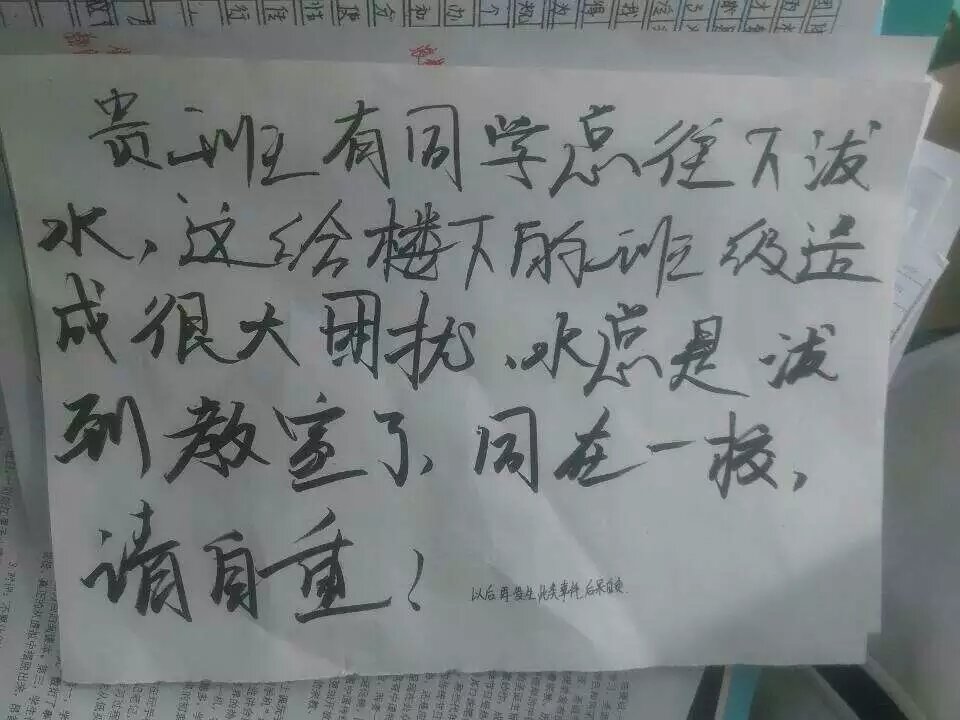 贵班有同学总往下泼
水,这给楼下的班级造
成很大困扰、水总是泼
到教室了,同在一校,
请自重!
以后再发生此类事件,后果自负